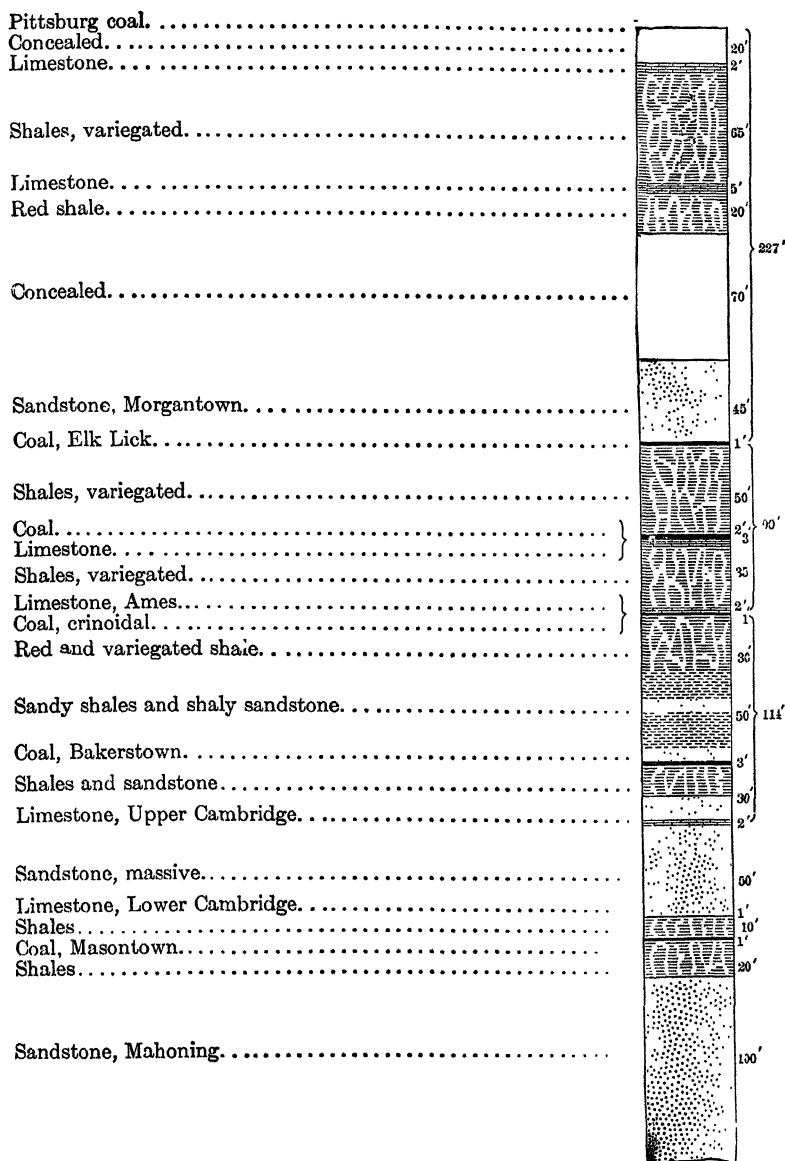 Pittsburg coal. 20′
Concealed.
Limestone. 2′
Shales, variegated. 65′
Limestone. 5′
Red shale. 20′
227′
Concealed. 70′
Sandstone, Morgantown. 45′
Coal, Elk Lick. 1′
Shales, variegated. 50′
Coal. 2′
Limestone. 3
Shales, variegated. 35
Limestone, Ames. 2′
Coal, crinoidal. 1′
Red and variegated shale. 30′
Sandy shales and shaly sandstone. 50′ 114′
Coal, Bakerstown. 3′
Shales and sandstone. 30′
Limestone, Upper Cambridge. 2′
Sandstone, massive.
Limestone, Lower Cambridge. 1′
Shales. 10′
Coal, Masontown. 1′
Shales. 20′
Sandstone, Mahoning.